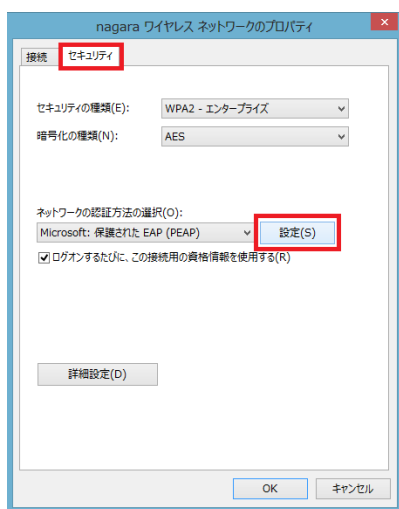 nagara ワイヤレス ネットワークのプロパティ
接続 セキュリティ
セキュリティの種類(E): WPA2 - エンタープライズ
暗号化の種類(N): AES
ネットワークの認証方法の選択(O):
Microsoft: 保護された EAP (PEAP) 設定(S)
ログオンするたびに、この接続用の資格情報を使用する(R)
詳細設定(D)
OK キャンセル